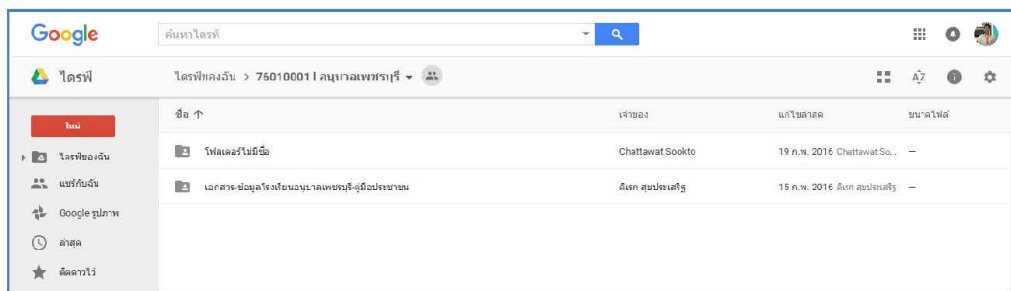 Google
ค้นหาไดรฟ์
ไดรฟ์
ไดรฟ์ของฉัน > 76010001 l อนุบาลเพชรบุรี
AZ
ชื่อ ↑ เจ้าของ แก้ไขล่าสุด ขนาดไฟล์
ใหม่
โฟลเดอร์ไม่มีชื่อ Chattawat Sookto 19 ก.พ. 2016 Chattawat So... —
ไดรฟ์ของฉัน
แชร์กับฉัน
เอกสาร-ข้อมูลโรงเรียนอนุบาลเพชรบุรี-คู่มือประชาชน ดิเรก สุขประเสริฐ 15 ก.พ. 2016 ดิเรก สุขประเสริฐ —
Google รูปภาพ
ล่าสุด
ติดดาวไว้